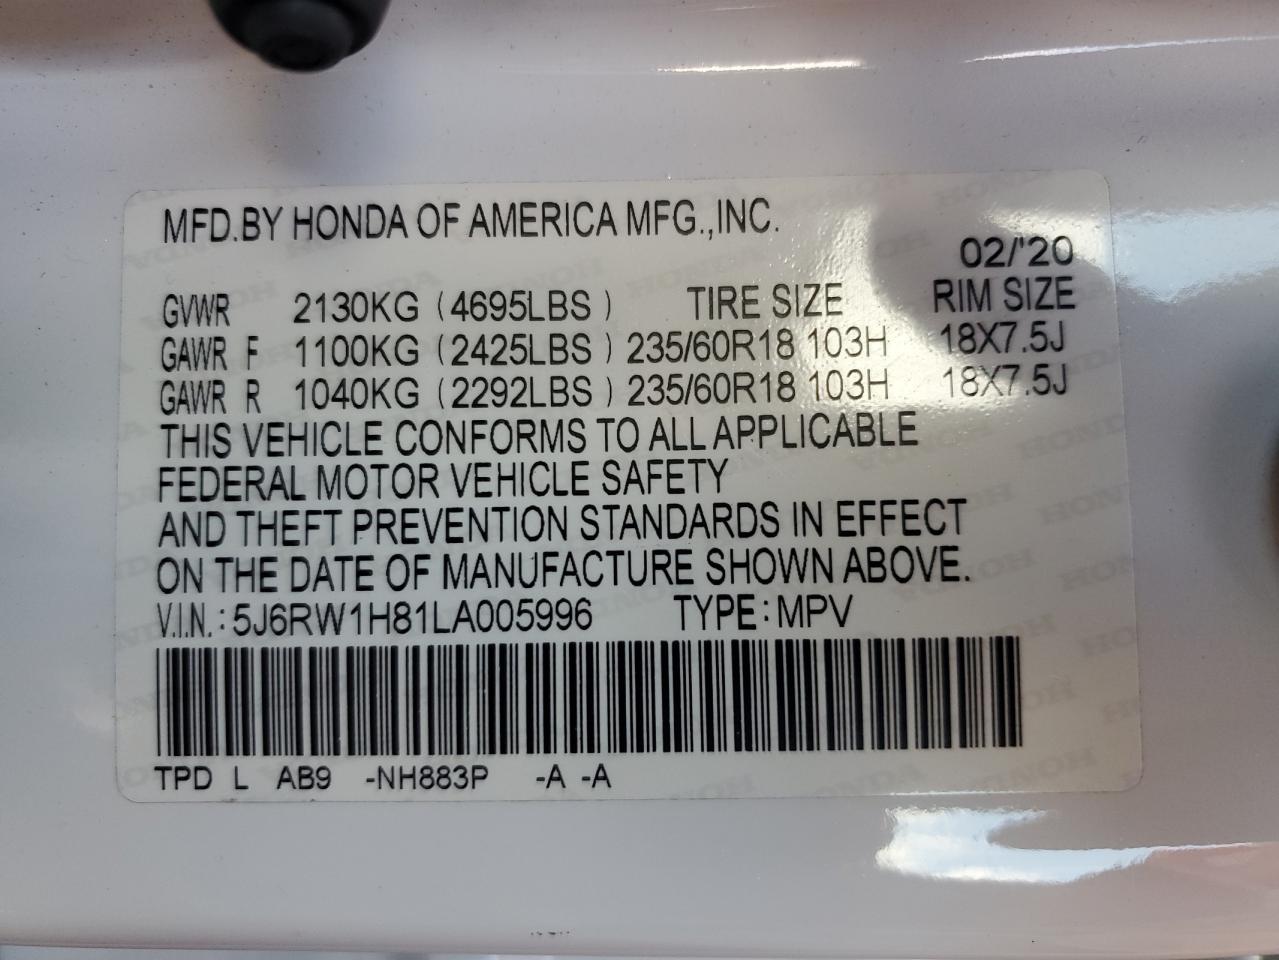 MFD.BY HONDA OF AMERICA MFG.,INC.
02/'20
GVWR 2130KG (4695LBS) TIRE SIZE RIM SIZE
GAWR F 1100KG (2425LBS) 235/60R18 103H 18X7.5J
GAWR R 1040KG (2292LBS) 235/60R18 103H 18X7.5J
THIS VEHICLE CONFORMS TO ALL APPLICABLE
FEDERAL MOTOR VEHICLE SAFETY
AND THEFT PREVENTION STANDARDS IN EFFECT
ON THE DATE OF MANUFACTURE SHOWN ABOVE.
V.I.N.: 5J6RW1H81LA005996 TYPE: MPV
TPD L AB9 -NH883P -A -A